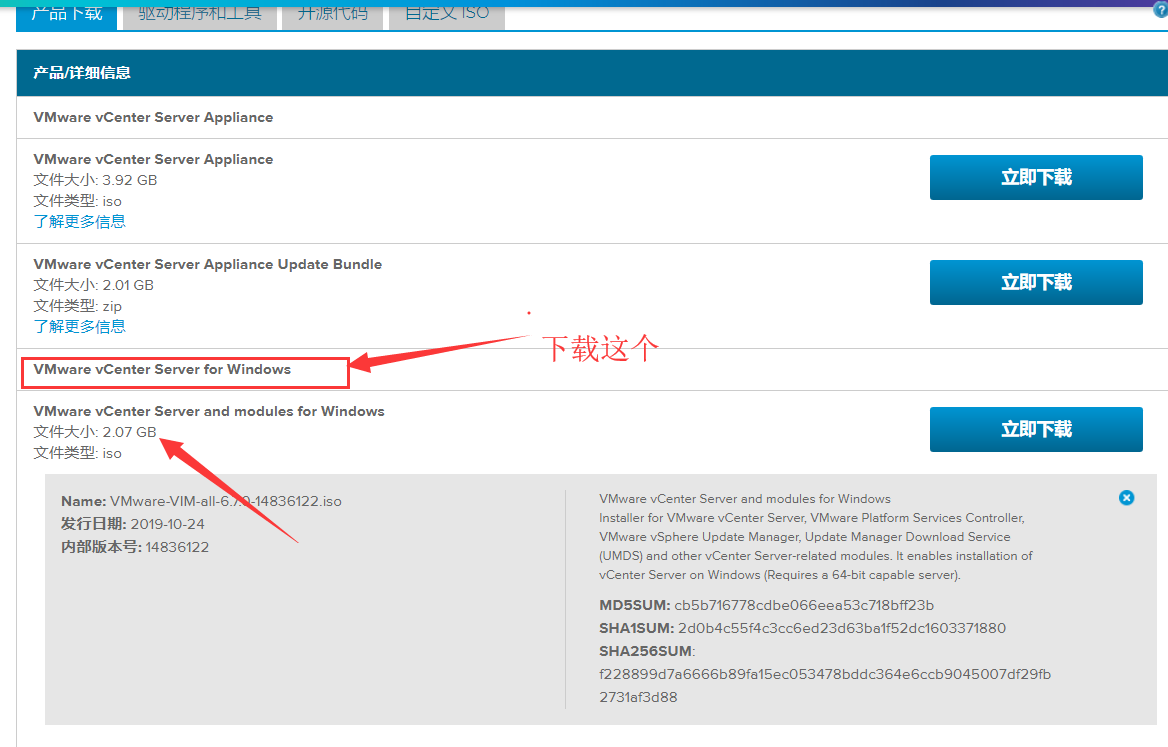 产品下载 驱动程序和工具 开源代码 自定义 ISO
产品/详细信息
VMware vCenter Server Appliance
VMware vCenter Server Appliance
文件大小: 3.92 GB
文件类型: iso
了解更多信息
立即下载
VMware vCenter Server Appliance Update Bundle
文件大小: 2.01 GB
文件类型: zip
了解更多信息
立即下载
下载这个
VMware vCenter Server for Windows
VMware vCenter Server and modules for Windows
文件大小: 2.07 GB
文件类型: iso
立即下载
Name: VMware-VIM-all-6.7.0-14836122.iso
发行日期: 2019-10-24
内部版本号: 14836122
VMware vCenter Server and modules for Windows
Installer for VMware vCenter Server, VMware Platform Services Controller,
VMware vSphere Update Manager, Update Manager Download Service
(UMDS) and other vCenter Server-related modules. It enables installation of
vCenter Server on Windows (Requires a 64-bit capable server).
MD5SUM: cb5b716778cdbe066eea53c718bff23b
SHA1SUM: 2d0b4c55f4c3cc6ed23d63ba1f52dc1603371880
SHA256SUM:
f228899d7a6666b89fa15ec053478bddc364e6ccb9045007df29fb
2731af3d88